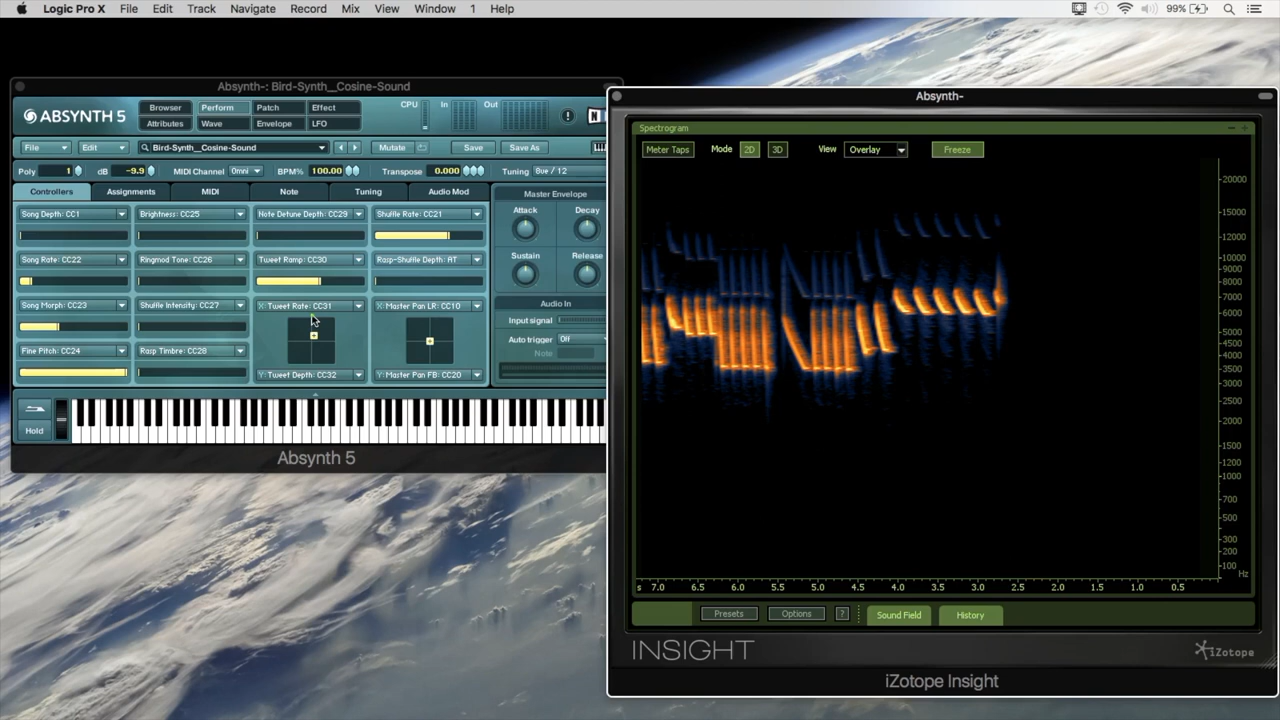 Logic Pro X File Edit Track Navigate Record Mix View Window 1 Help 99%
Absynth-: Bird-Synth__Cosine-Sound
ABSYNTH 5
Browser Perform Patch Effect
Attributes Wave Envelope LFO
CPU In Out
File Edit Bird-Synth__Cosine-Sound Mutate Save Save As
Poly 1 dB -9.9 MIDI Channel Omni BPM% 100.00 Transpose 0.000 Tuning 8ue / 12
Controllers Assignments MIDI Note Tuning Audio Mod
Song Depth: CC1 Brightness: CC25 Note Detune Depth: CC29 Shuffle Rate: CC21
Song Rate: CC22 Ringmod Tone: CC26 Tweet Ramp: CC30 Rasp-Shuffle Depth: AT
Song Morph: CC23 Shuffle Intensity: CC27 X: Tweet Rate: CC31 X: Master Pan LR: CC10
Fine Pitch: CC24 Rasp Timbre: CC28 Y: Tweet Depth: CC32 Y: Master Pan FB: CC20
Master Envelope
Attack Decay
Sustain Release
Audio In
Input signal
Auto trigger Off
Note
Hold
Absynth 5
Absynth-
Spectrogram
Meter Taps Mode 2D 3D View Overlay Freeze
20000
15000
12000
10000
9000
8000
7000
6000
5000
4500
4000
3500
3000
2500
2000
1500
1200
1000
700
500
300
200
100
Hz
s 7.0 6.5 6.0 5.5 5.0 4.5 4.0 3.5 3.0 2.5 2.0 1.5 1.0 0.5
Presets Options ? Sound Field History
INSIGHT
iZotope
iZotope Insight